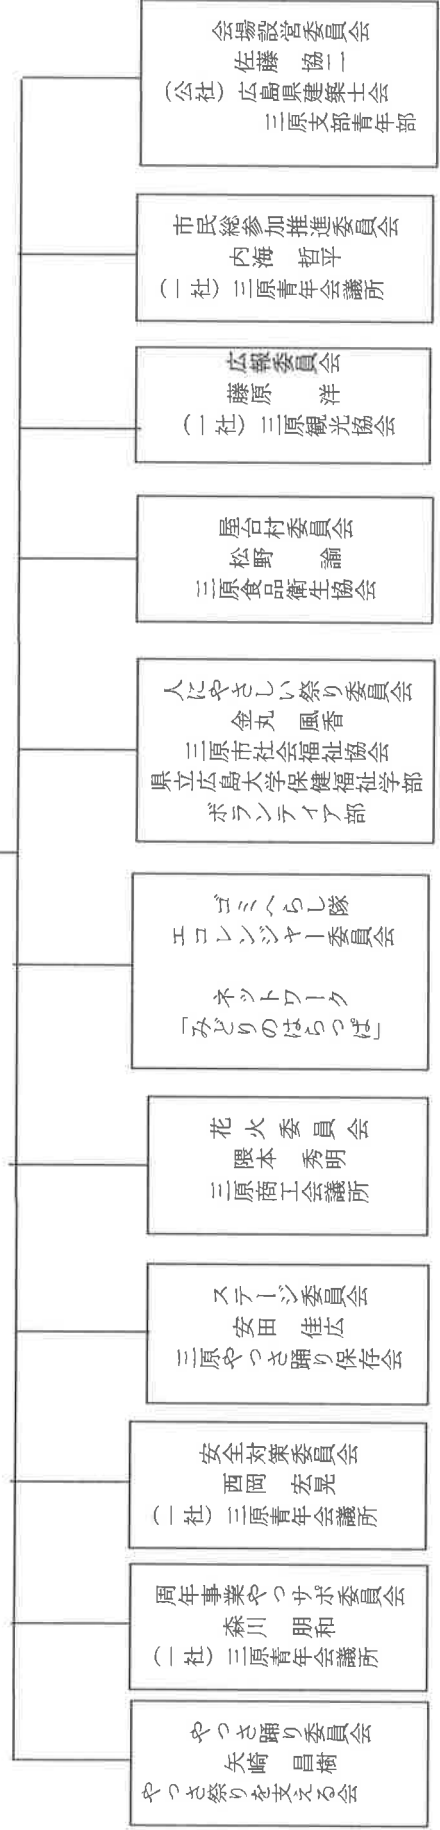 やっさ踊り委員会
矢崎　昌樹
やっさ祭りを支える会
周年事業やっサポ委員会
森川　朋和
（一社）三原青年会議所
安全対策委員会
西岡　宏晃
（一社）三原青年会議所
ステージ委員会
安田　佳広
三原やっさ踊り保存会
花火委員会
隈本　秀明
三原商工会議所
ゴミへらし隊
エコレンジャー委員会
ネットワーク
「みどりのはらっぱ」
人にやさしい祭り委員会
金丸　風香
三原市社会福祉協会
県立広島大学保健福祉学部
ボランティア部
屋台村委員会
松野　諭
三原食品衛生協会
広報委員会
藤原　洋
（一社）三原観光協会
市民総参加推進委員会
内海　哲平
（一社）三原青年会議所
会場設営委員会
佐藤　協二
（公社）広島県建築士会
三原支部青年部